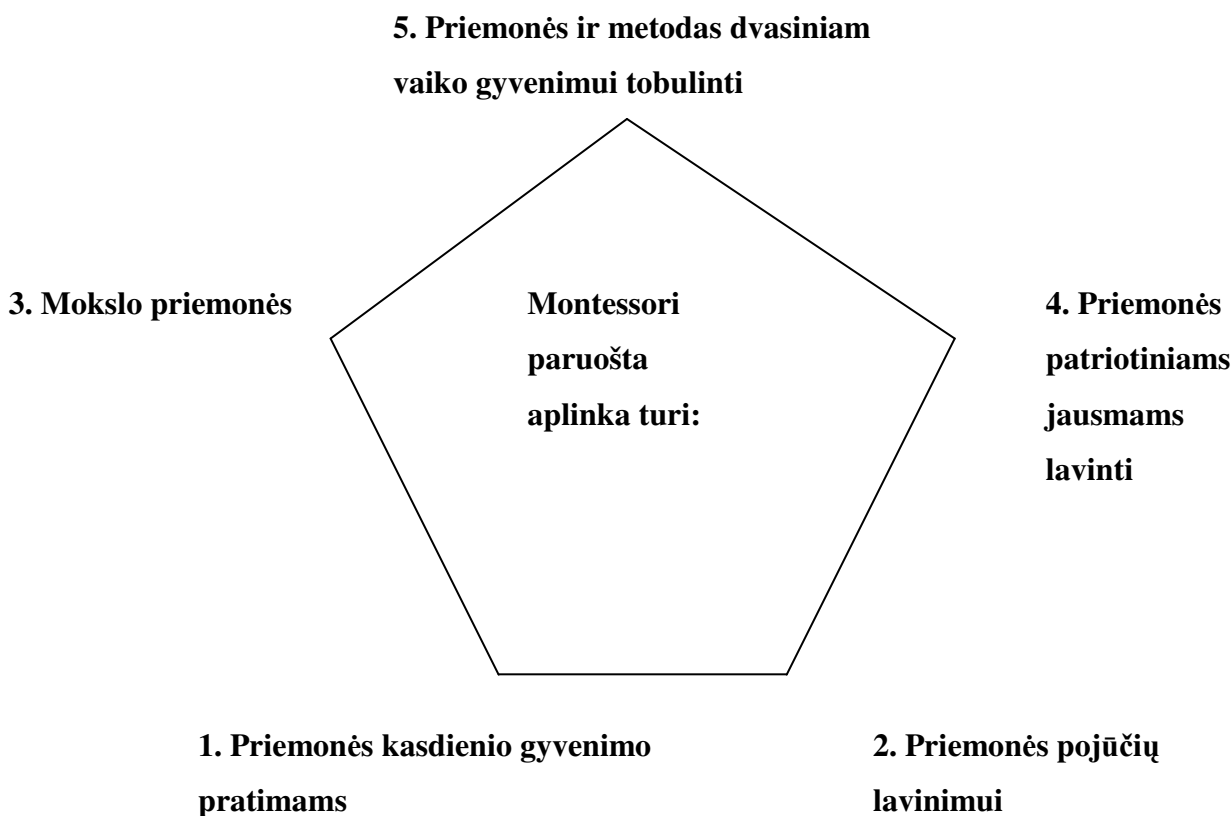 5. Priemonės ir metodas dvasiniam
vaiko gyvenimui tobulinti
3. Mokslo priemonės
Montessori
paruošta
aplinka turi:
4. Priemonės
patriotiniams
jausmams
lavinti
1. Priemonės kasdienio gyvenimo
pratimams
2. Priemonės pojūčių
lavinimui